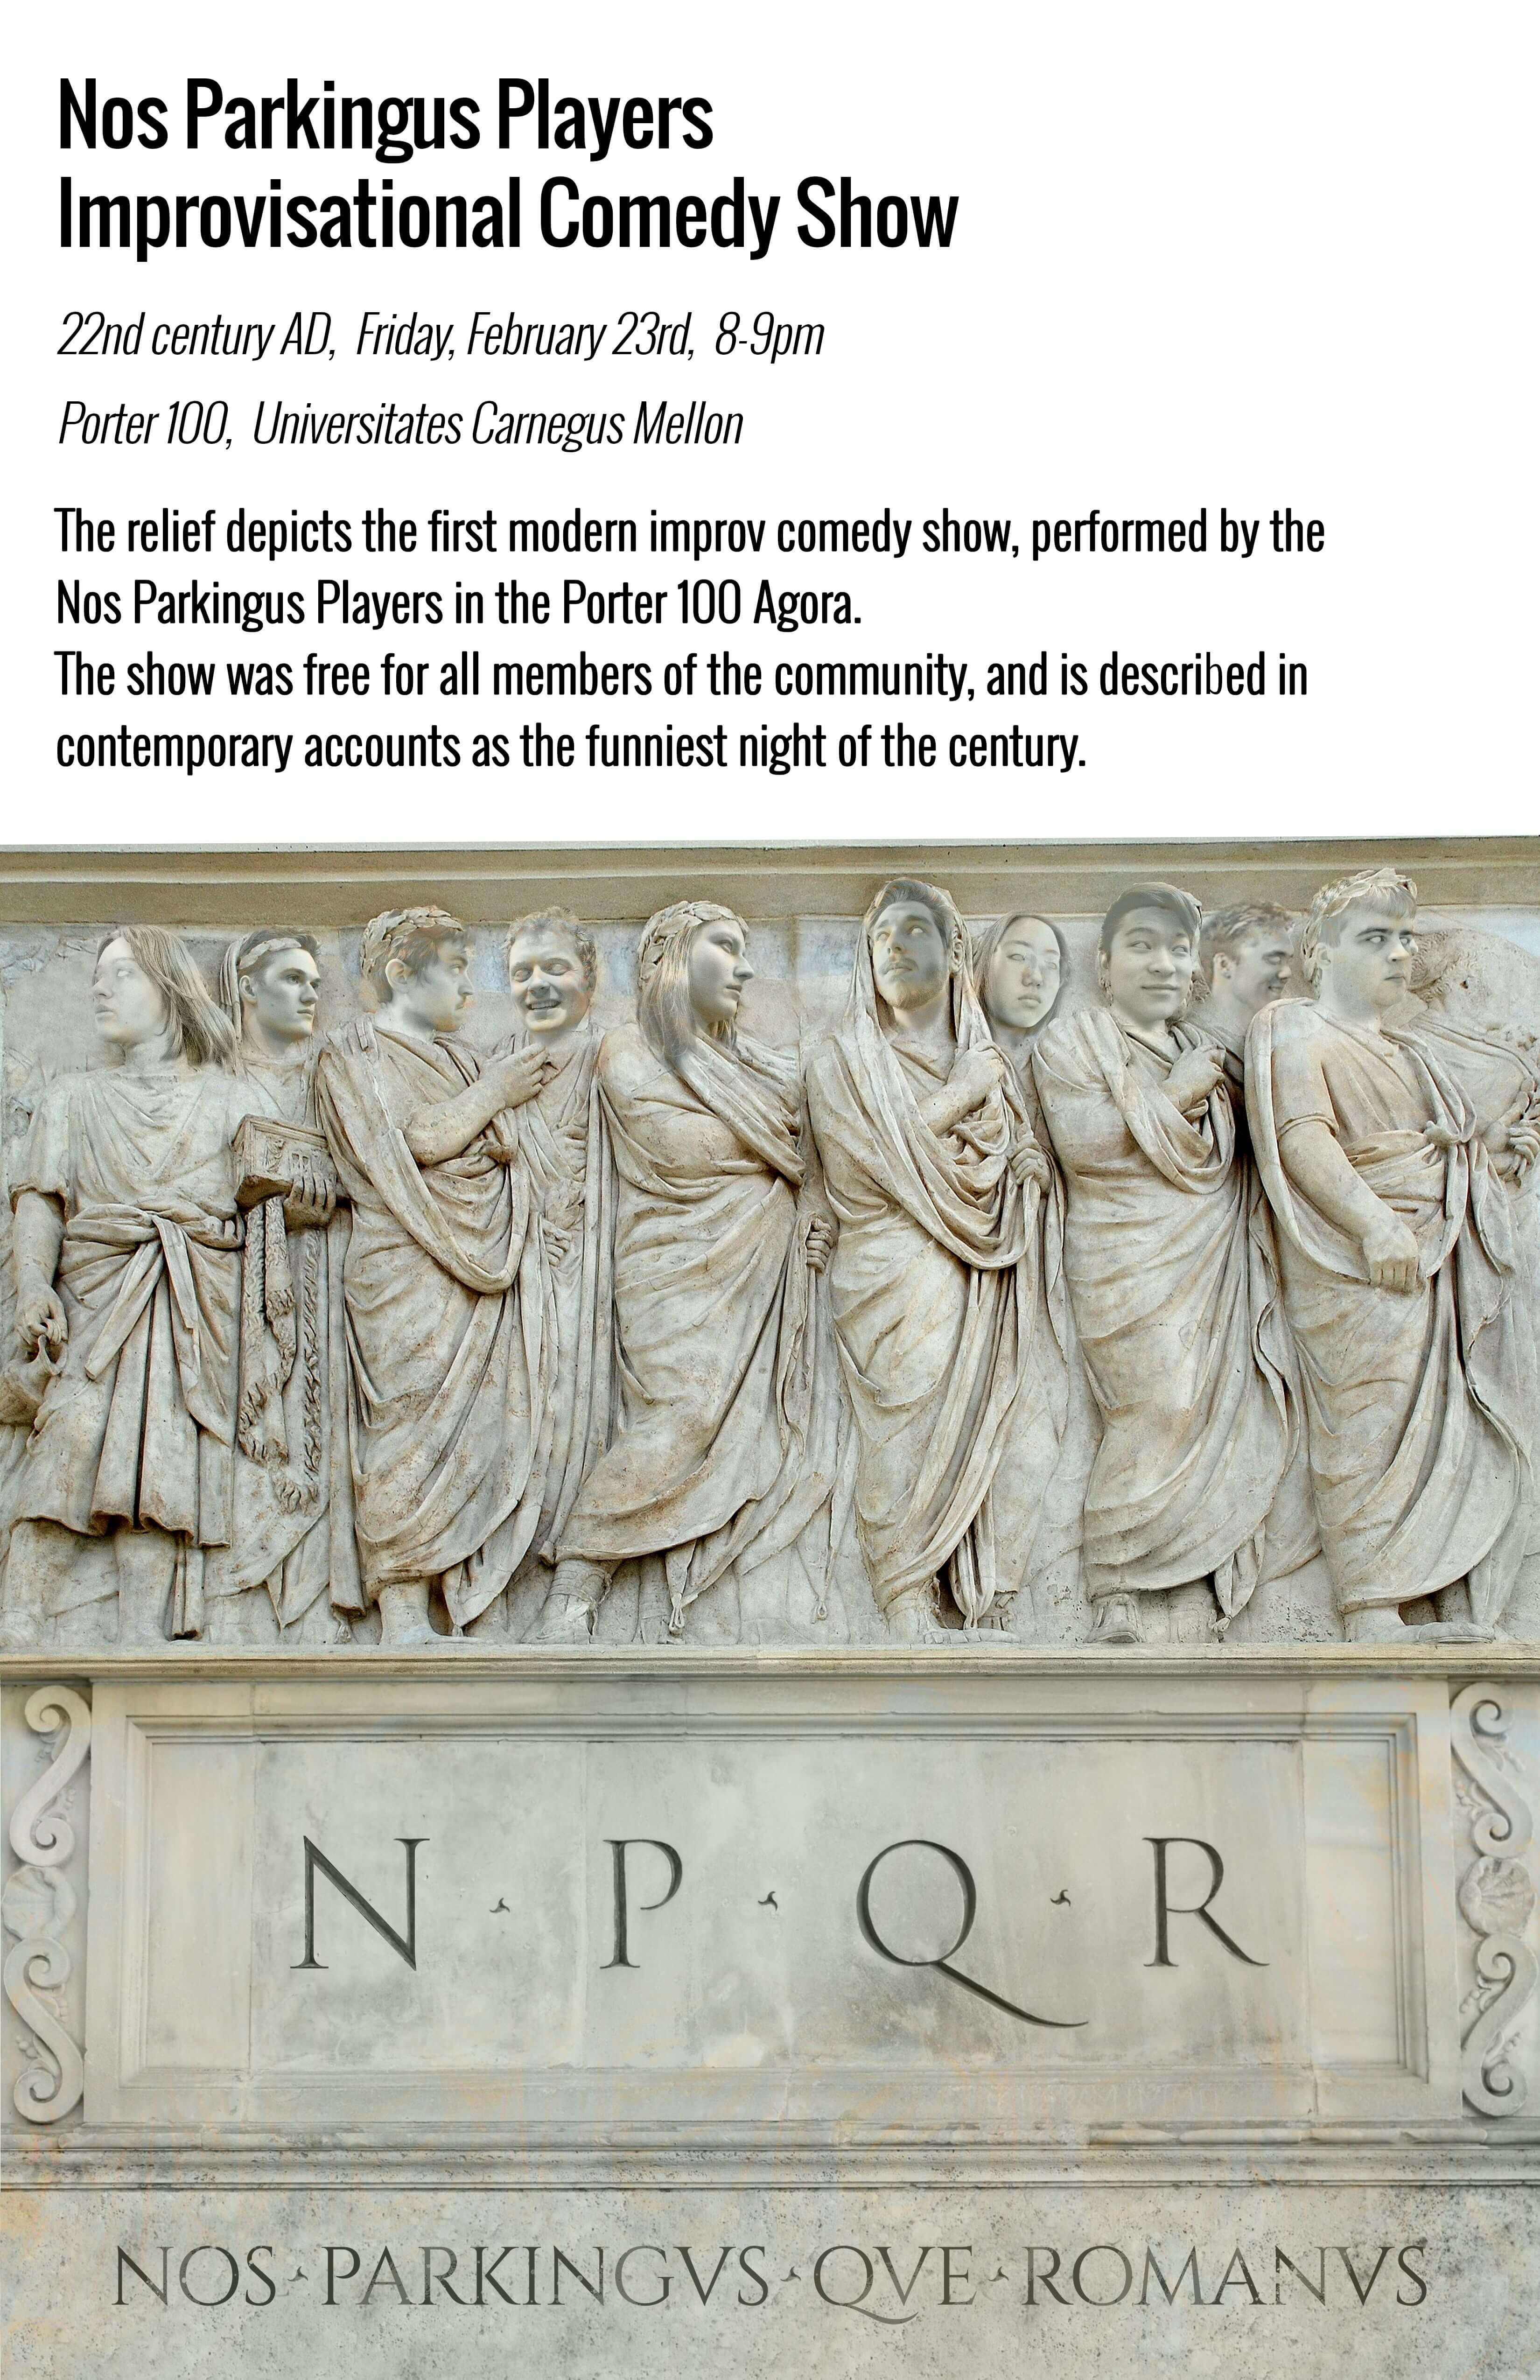 Nos Parkingus Players
Improvisational Comedy Show
22nd century AD, Friday, February 23rd, 8-9pm
Porter 100, Universitates Carnegus Mellon
The relief depicts the first modern improv comedy show, performed by the
Nos Parkingus Players in the Porter 100 Agora.
The show was free for all members of the community, and is described in
contemporary accounts as the funniest night of the century.
N · P · Q · R
NOS · PARKINGVS · QVE · ROMANVS